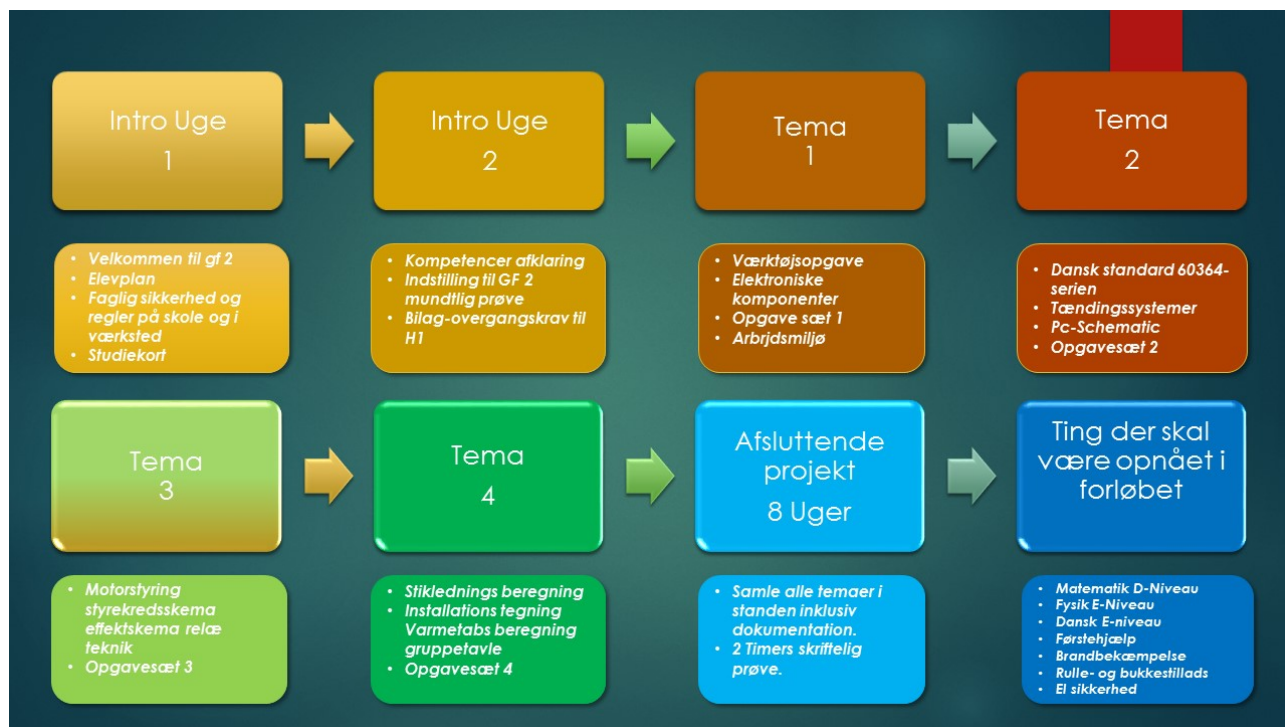 Intro Uge
1
Intro Uge
2
Tema
1
Tema
2
• Velkommen til gf 2
• Elevplan
• Faglig sikkerhed og
regler på skole og i
værksted
• Studiekort
• Kompetencer afklaring
• Indstilling til GF 2
mundtlig prøve
• Bilag-overgangskrav til
H1
• Værktøjsopgave
• Elektroniske
komponenter
• Opgave sæt 1
• Arbrjdsmiljø
• Dansk standard 60364-
serien
• Tændingssystemer
• Pc-Schematic
• Opgavesæt 2
Tema
3
Tema
4
Afsluttende
projekt
8 Uger
Ting der skal
være opnået i
forløbet
• Motorstyring
styrekredsskema
effektskema relæ
teknik
• Opgavesæt 3
• Stiklednings beregning
• Installations tegning
Varmetabs beregning
gruppetavle
• Opgavesæt 4
• Samle alle temaer i
standen inklusiv
dokumentation.
• 2 Timers skriftelig
prøve.
• Matematik D-Niveau
• Fysik E-Niveau
• Dansk E-niveau
• Førstehjælp
• Brandbekæmpelse
• Rulle- og bukkestillads
• El sikkerhed